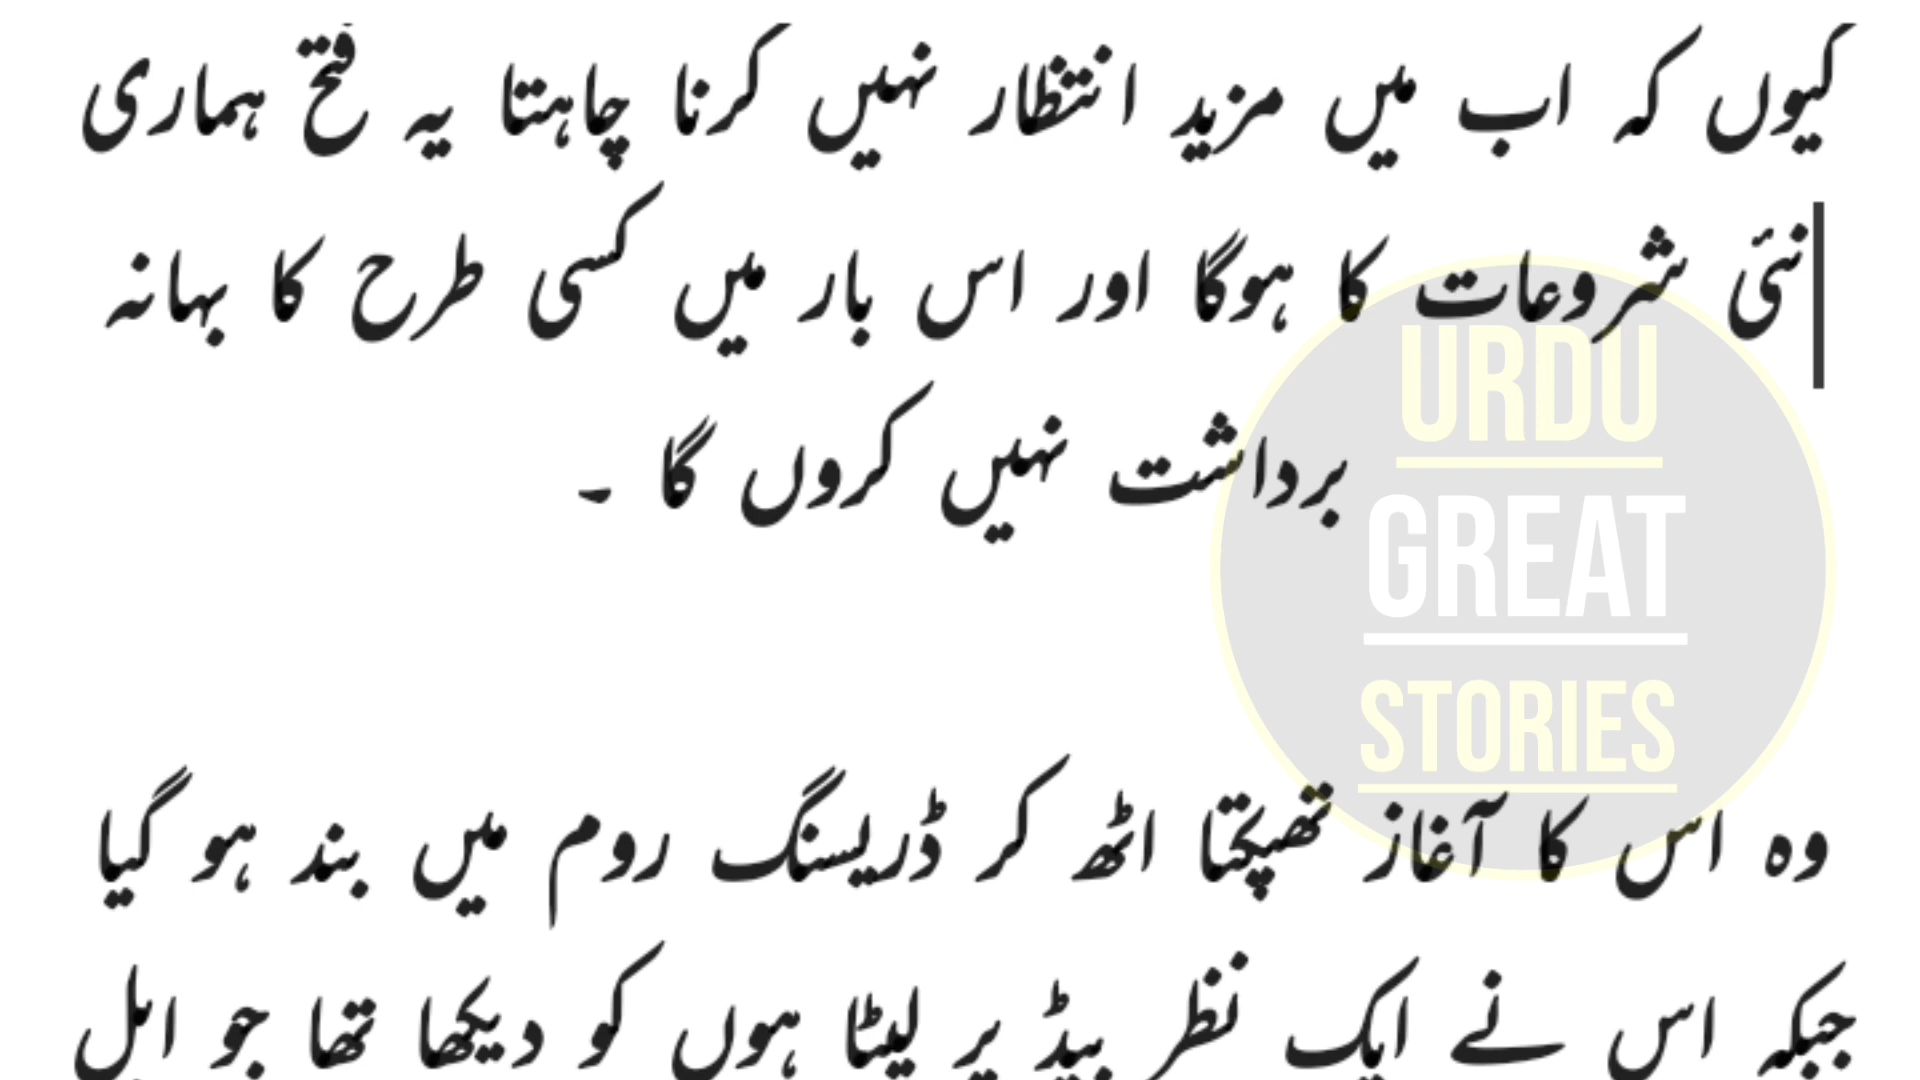 کیوں کہ اب میں مزید انتظار نہیں کرنا چاہتا یہ فتح ہماری
نئی شروعات کا ہوگا اور اس بار میں کسی طرح کا بہانہ
برداشت نہیں کروں گا ۔
URDU
GREAT
STORIES
وہ اس کا آغاز تھپکتا اٹھ کر ڈریسنگ روم میں بند ہو گیا
جبکہ اس نے ایک نظر بیڈ پر لیٹا ہوں کو دیکھا تھا جو